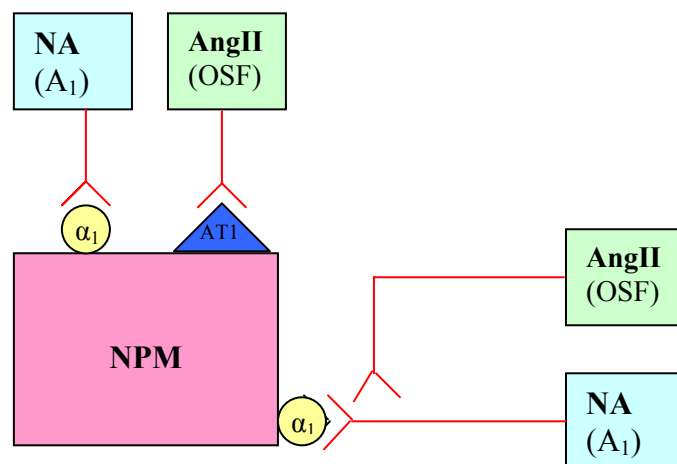 NA
(A₁)
AngII
(OSF)
α₁
AT1
NPM
AngII
(OSF)
α₁
NA
(A₁)